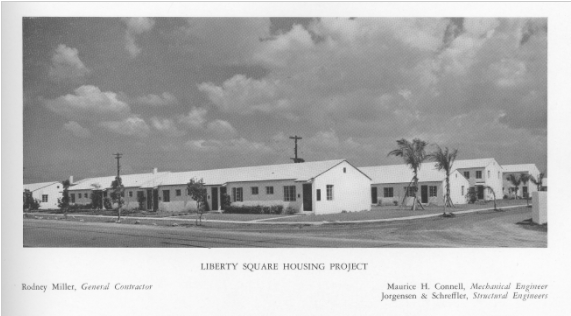 LIBERTY SQUARE HOUSING PROJECT
Rodney Miller, General Contractor
Maurice H. Connell, Mechanical Engineer
Jorgensen & Schreffler, Structural Engineers